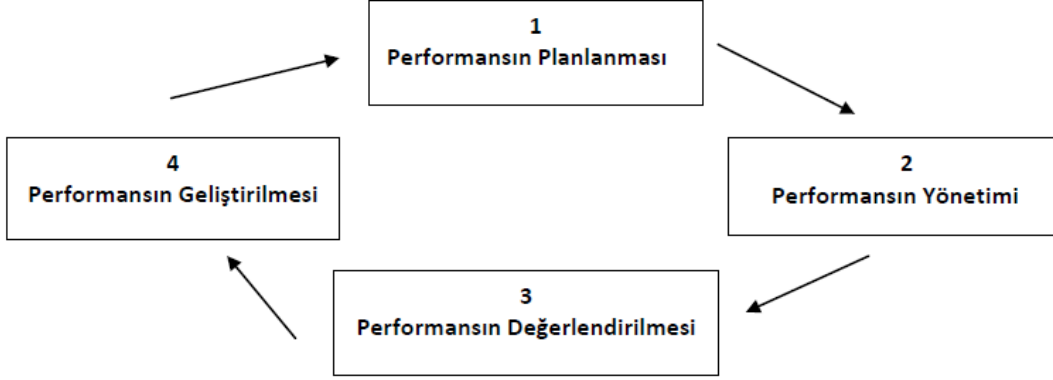 1
Performansın Planlanması
2
Performansın Yönetimi
3
Performansın Değerlendirilmesi
4
Performansın Geliştirilmesi